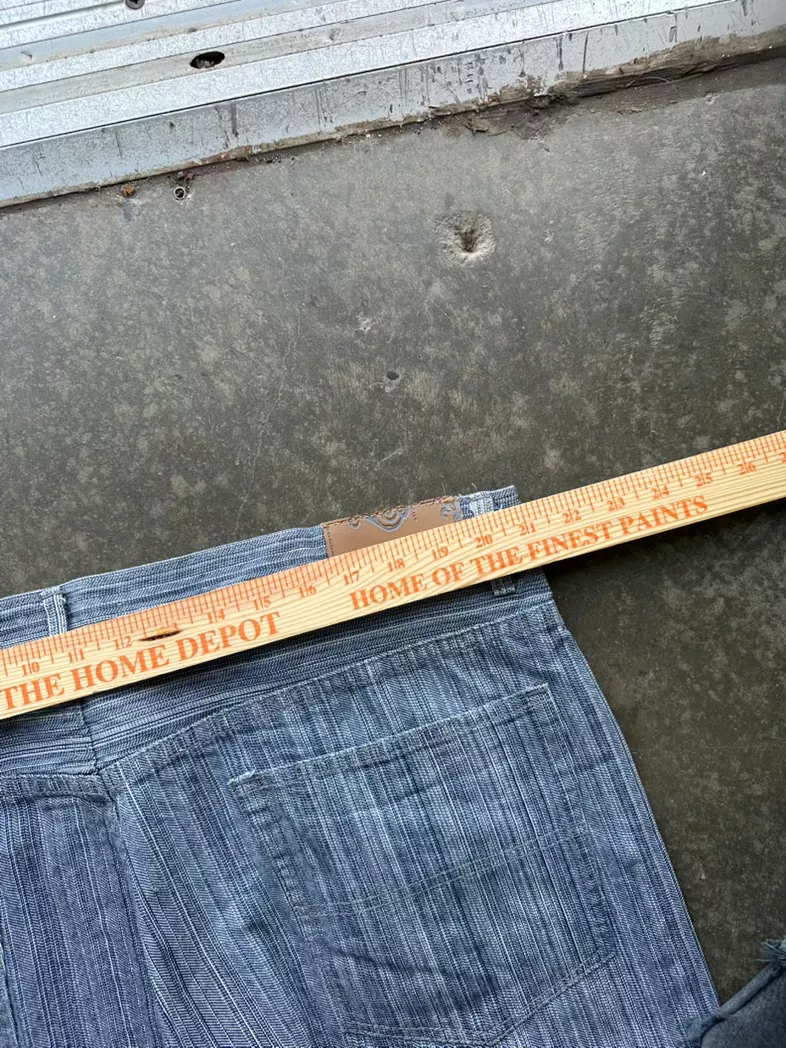 10 11 12 14 15 16 17 18 19 20 21 22 23 24 25 26
THE HOME DEPOT HOME OF THE FINEST PAINTS